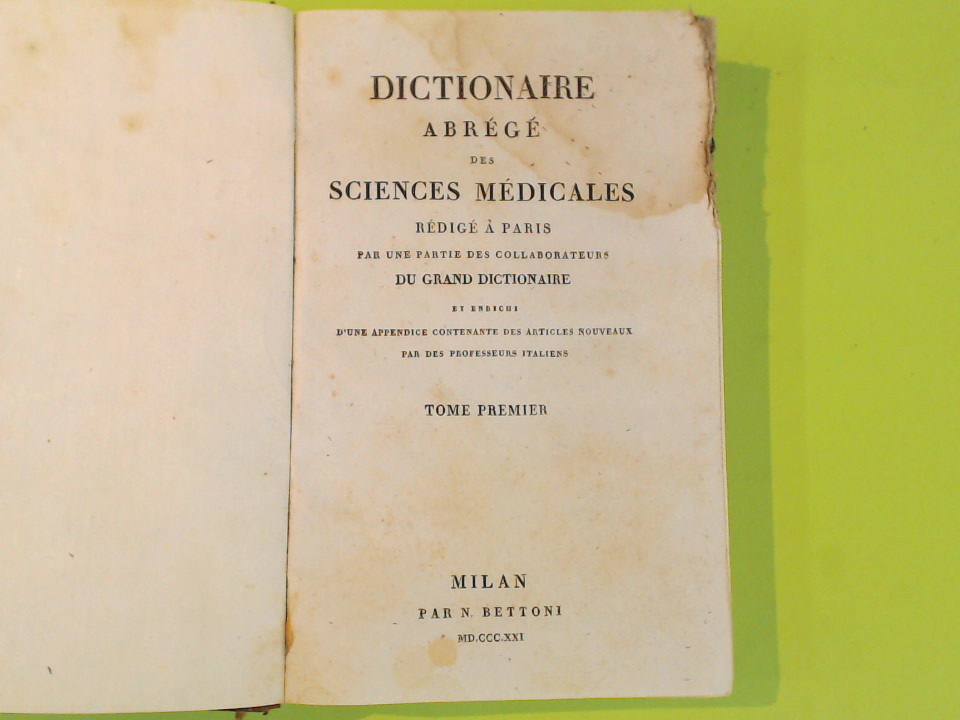 DICTIONAIRE
ABRÉGÉ
DES
SCIENCES MÉDICALES
RÉDIGÉ À PARIS
PAR UNE PARTIE DES COLLABORATEURS
DU GRAND DICTIONAIRE
ET ENRICHI
D'UNE APPENDICE CONTENANTE DES ARTICLES NOUVEAUX
PAR DES PROFESSEURS ITALIENS
TOME PREMIER
MILAN
PAR N. BETTONI
MD.CCC.XXI